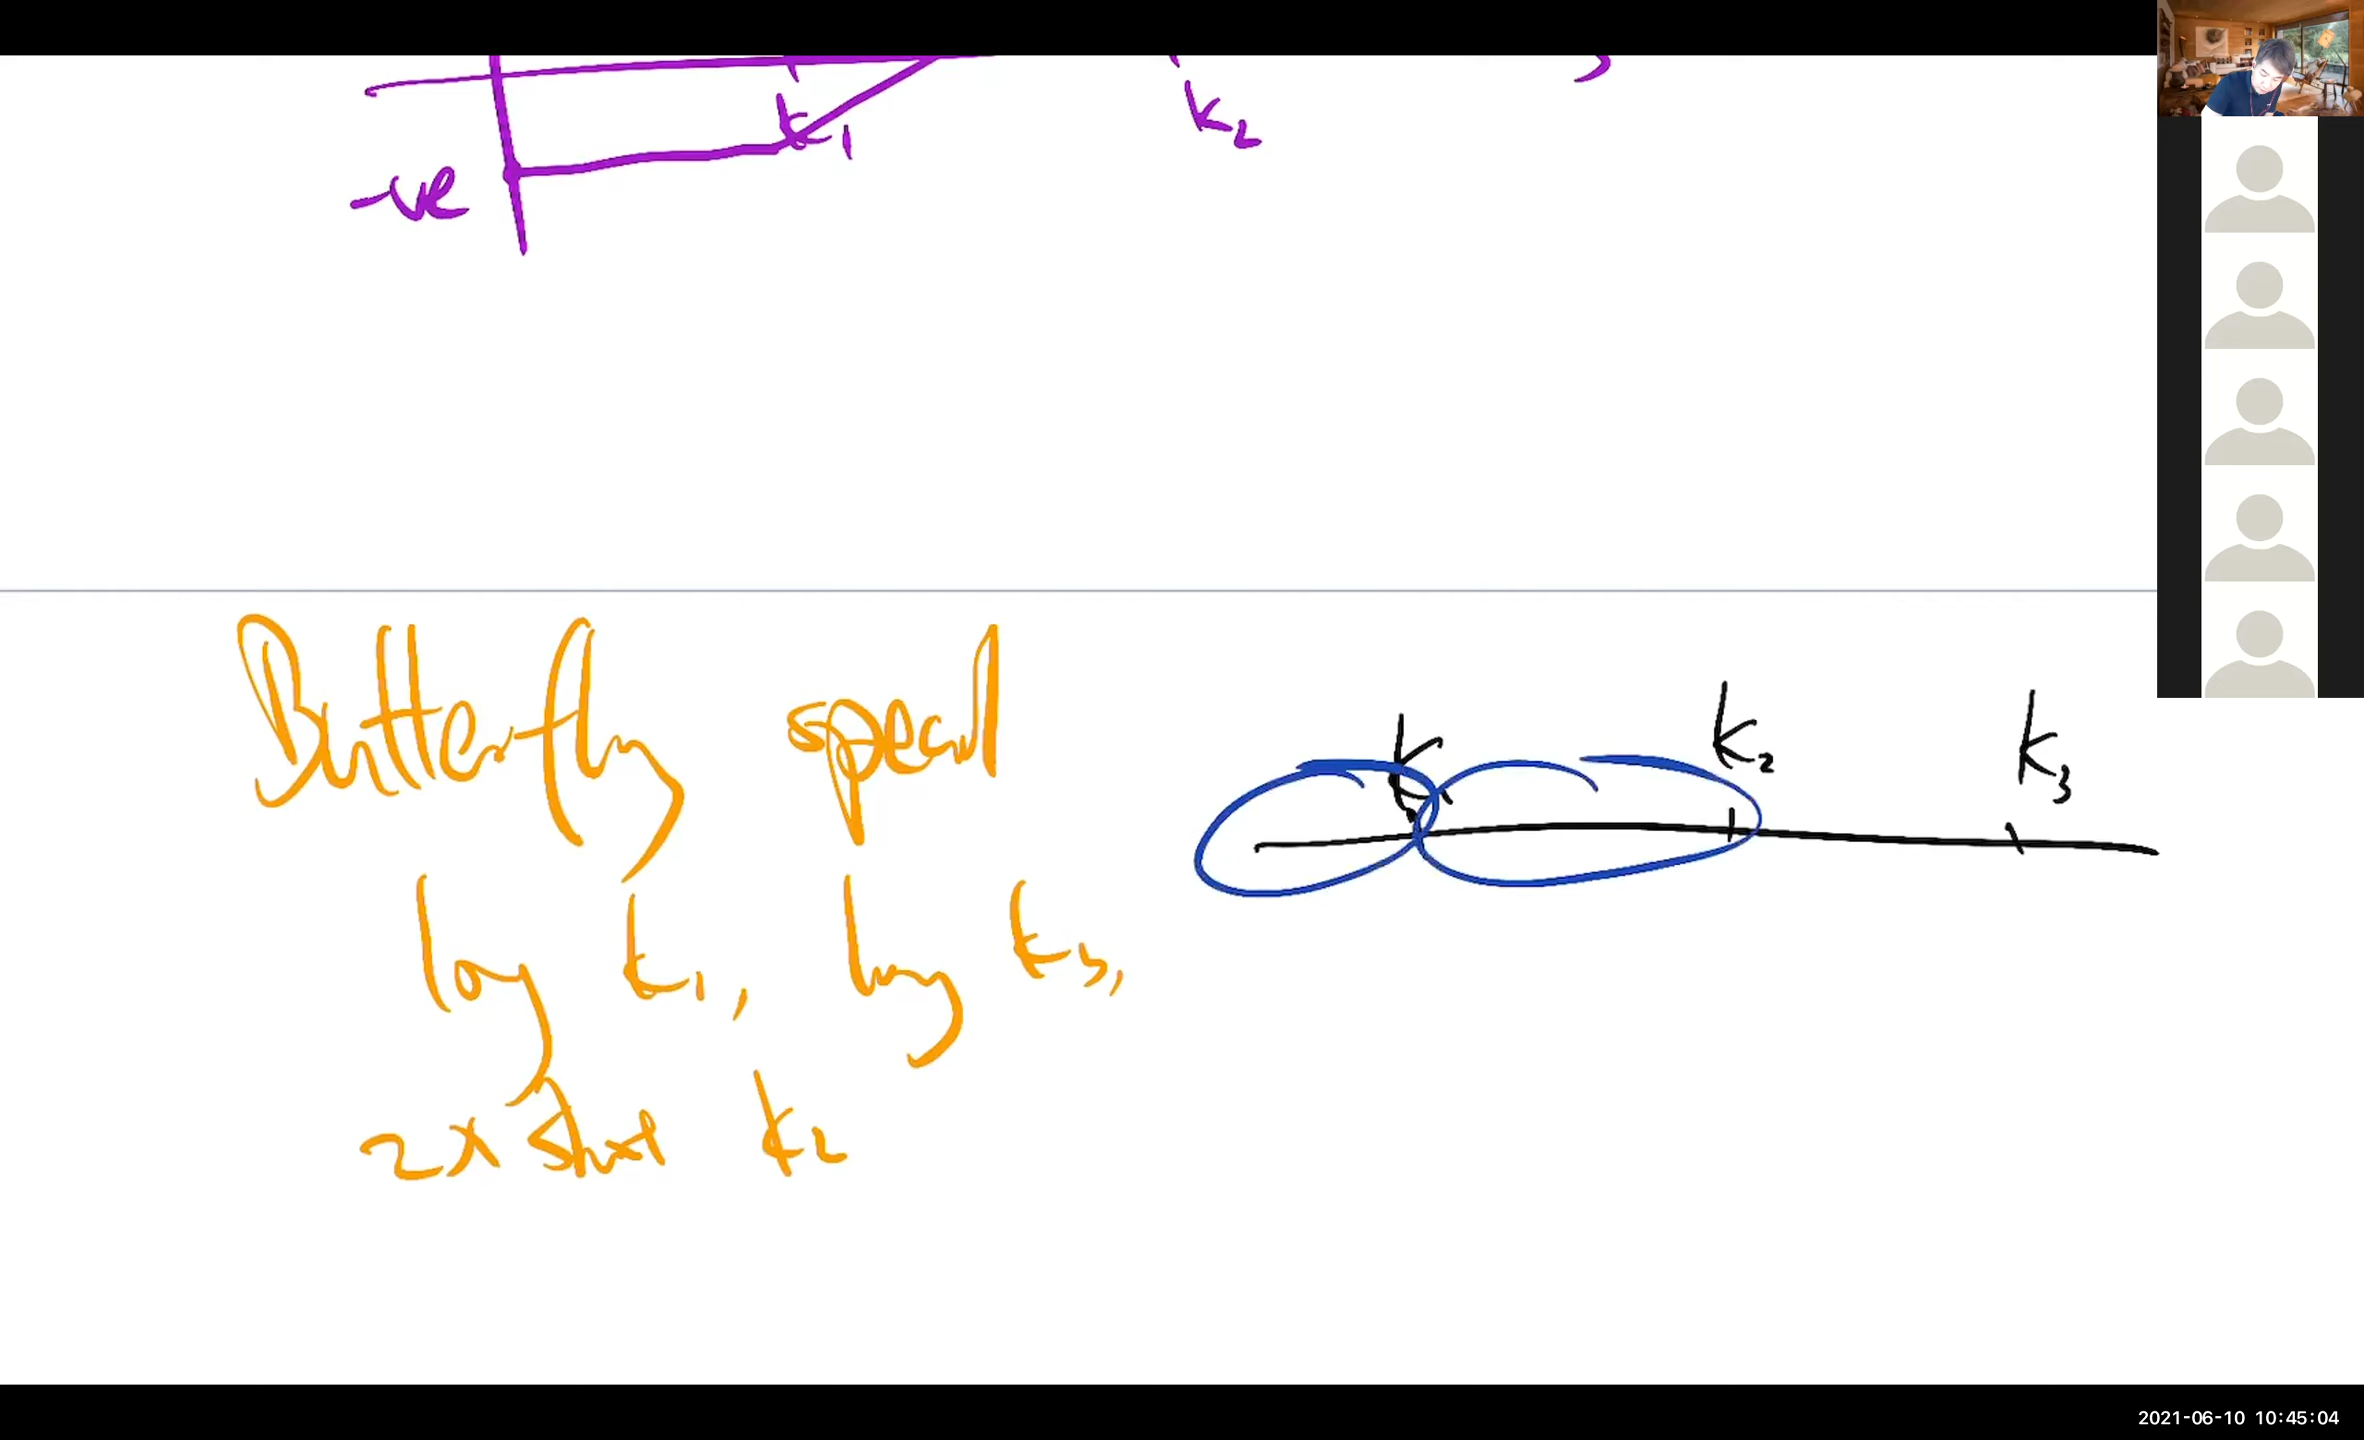 k1
k2
-ve
Butterfly spread
long k1, long k3,
2x short k2
k
k2
k3
2021-06-10 10:45:04